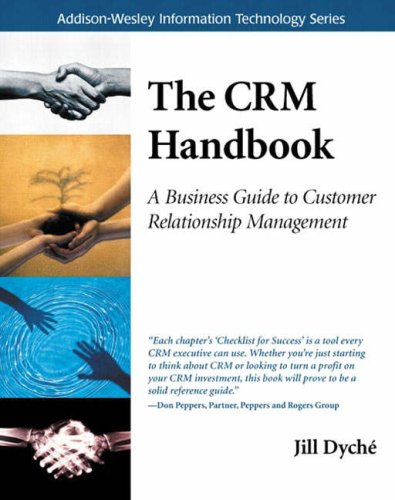 Addison-Wesley Information Technology Series
The CRM
Handbook
A Business Guide to Customer
Relationship Management
“Each chapter’s ‘Checklist for Success’ is a tool every
CRM executive can use. Whether you’re just starting
to think about CRM or looking to turn a profit on
your CRM investment, this book will prove to be a
solid reference guide.”
—Don Peppers, Partner, Peppers and Rogers Group
Jill Dyché